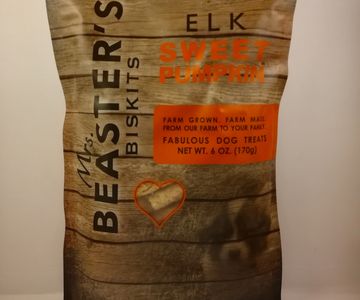 Mrs.
BEASTER'S
BISKITS
ELK
SWEET
PUMPKIN
FARM GROWN. FARM MADE.
FROM OUR FARM TO YOUR FAMILY.
FABULOUS DOG TREATS
NET WT. 6 OZ. (170g)